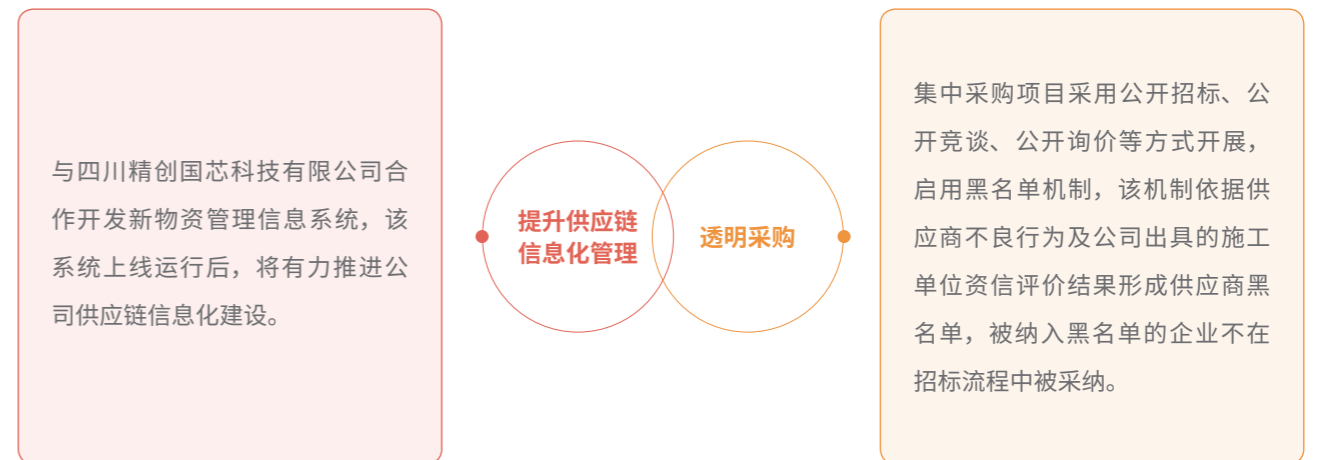 与四川精创国芯科技有限公司合
作开发新物资管理信息系统，该
系统上线运行后，将有力推进公
司供应链信息化建设。
提升供应链
信息化管理
透明采购
集中采购项目采用公开招标、公
开竞谈、公开询价等方式开展，
启用黑名单机制，该机制依据供
应商不良行为及公司出具的施工
单位资信评价结果形成供应商黑
名单，被纳入黑名单的企业不在
招标流程中被采纳。